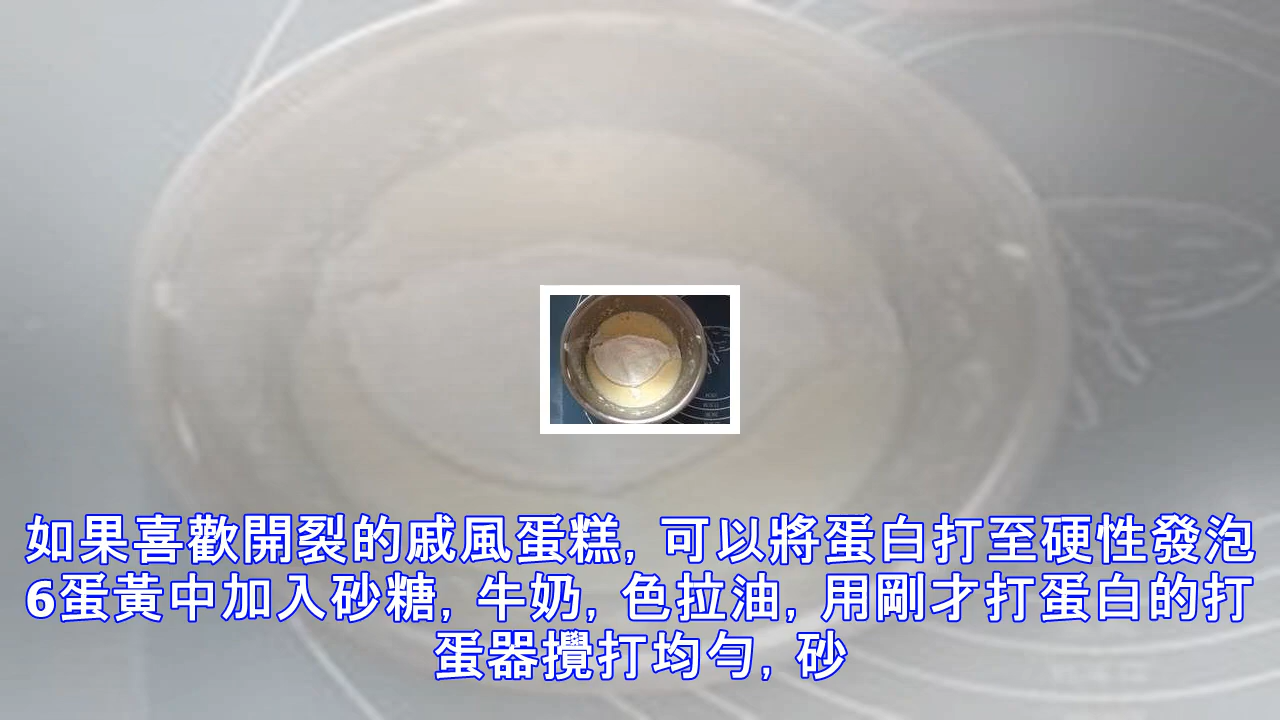 如果喜歡開裂的戚風蛋糕, 可以將蛋白打至硬性發泡
6蛋黃中加入砂糖, 牛奶, 色拉油, 用剛才打蛋白的打
蛋器攪打均勻, 砂